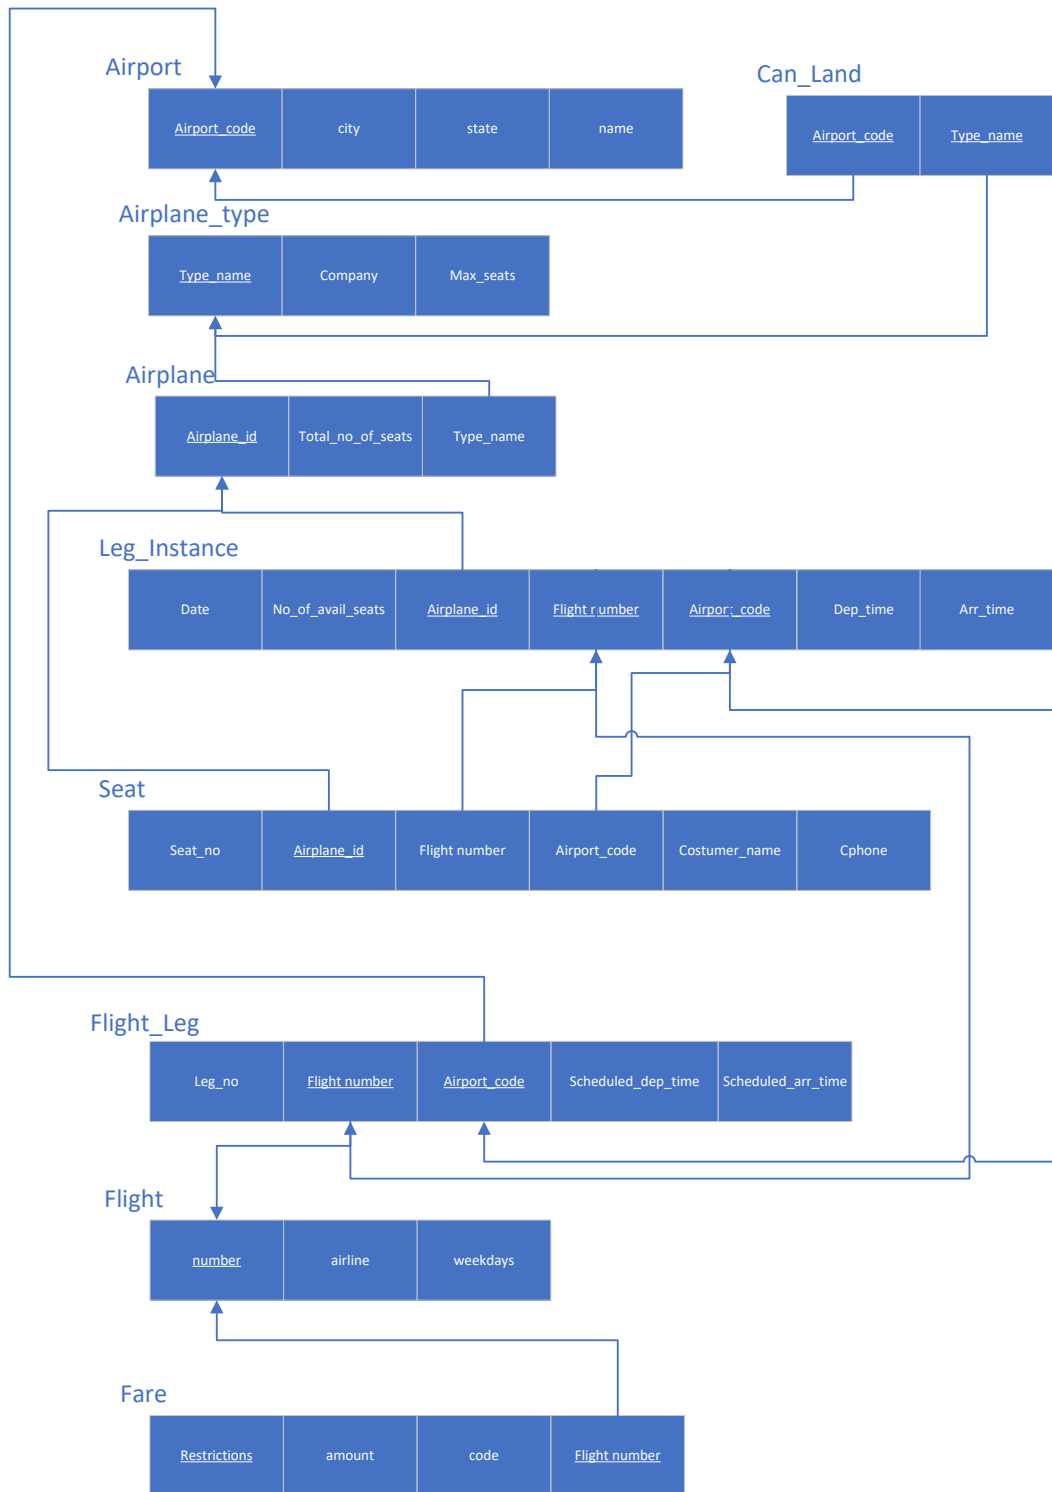 Airport
Airport_code city state name
Can_Land
Airport_code Type_name
Airplane_type
Type_name Company Max_seats
Airplane
Airplane_id Total_no_of_seats Type_name
Leg_Instance
Date No_of_avail_seats Airplane_id Flight number Airport_code Dep_time Arr_time
Seat
Seat_no Airplane_id Flight number Airport_code Costumer_name Cphone
Flight_Leg
Leg_no Flight number Airport_code Scheduled_dep_time Scheduled_arr_time
Flight
number airline weekdays
Fare
Restrictions amount code Flight number